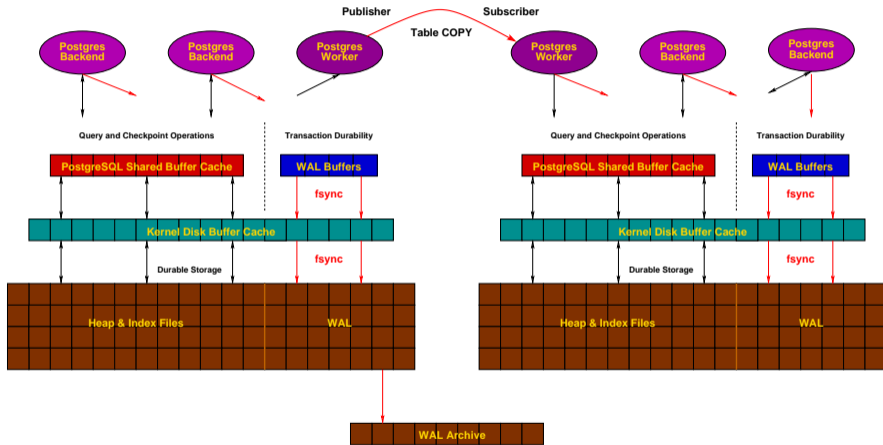 Publisher
Subscriber
Table COPY
Postgres
Backend
Postgres
Backend
Postgres
Worker
Postgres
Worker
Postgres
Backend
Postgres
Backend
Query and Checkpoint Operations
Transaction Durability
Query and Checkpoint Operations
Transaction Durability
PostgreSQL Shared Buffer Cache
WAL Buffers
PostgreSQL Shared Buffer Cache
WAL Buffers
fsync
fsync
Kernel Disk Buffer Cache
Kernel Disk Buffer Cache
fsync
fsync
Durable Storage
Durable Storage
Heap & Index Files
WAL
Heap & Index Files
WAL
WAL Archive